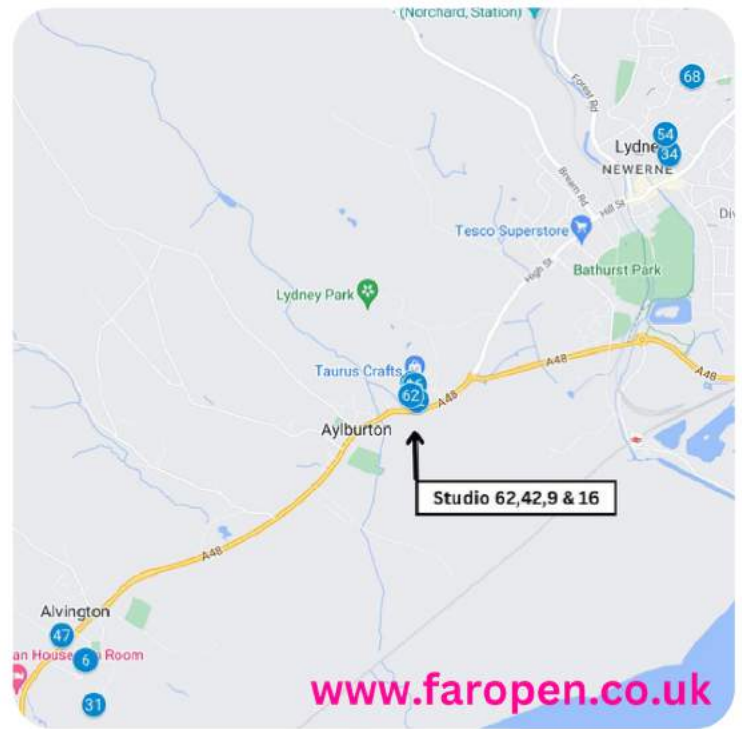 (Norchard, Station)
68
Forest Rd
54
Lydne
34
NEWERNE
Bream Rd
Hill St
Tesco Superstore
High St
Bathurst Park
Lydney Park
A48
A48
Taurus Crafts
62
A48
Aylburton
Studio 62,42,9 & 16
A48
Alvington
47
an House
Room
6
31
www.faropen.co.uk